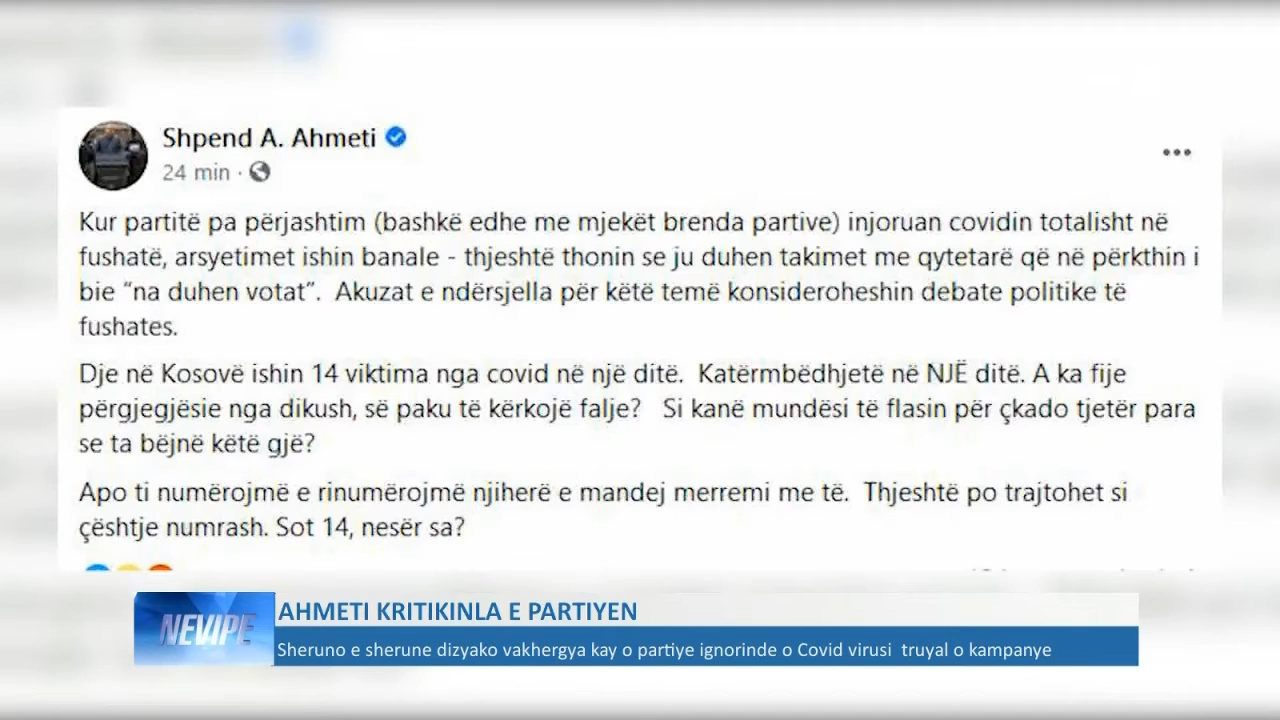 Shpend A. Ahmeti
24 min ·
Kur partitë pa përjashtim (bashkë edhe me mjekët brenda partive) injoruan covidin totalisht në
fushatë, arsyetimet ishin banale - thjeshtë thonin se ju duhen takimet me qytetarë që në përkthin i
bie “na duhen votat”. Akuzat e ndërsjella për këtë temë konsideroheshin debate politike të
fushates.
Dje në Kosovë ishin 14 viktima nga covid në një ditë. Katërmbëdhjetë në NJË ditë. A ka fije
përgjegjësie nga dikush, së paku të kërkojë falje? Si kanë mundësi të flasin për çkado tjetër para
se ta bëjnë këtë gjë?
Apo ti numërojmë e rinumërojmë njiherë e mandej merremi me të. Thjeshtë po trajtohet si
çështje numrash. Sot 14, nesër sa?
NEVIPE
AHMETI KRITIKINLA E PARTIYEN
Sheruno e sherune dizyako vakhergya kay o partiye ignorinde o Covid virusi truyal o kampanye